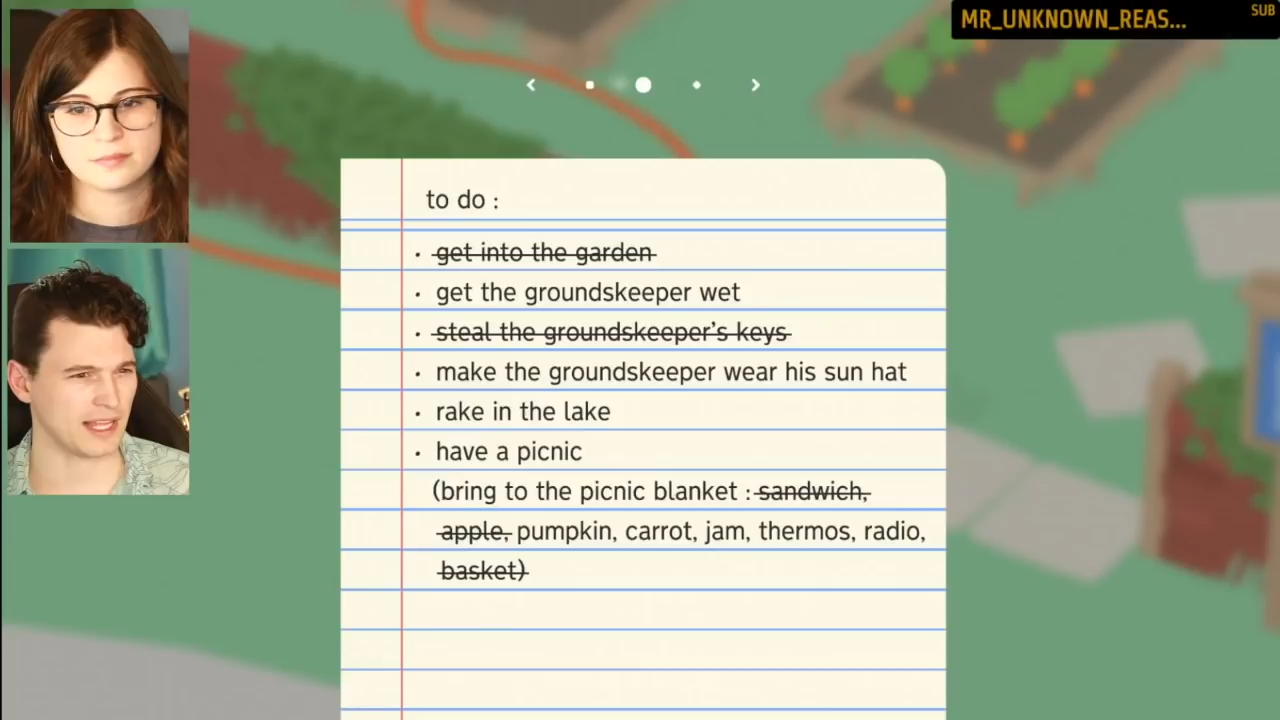 SUB
MR_UNKNOWN_REAS...
to do :
· get into the garden
· get the groundskeeper wet
· steal the groundskeeper's keys
· make the groundskeeper wear his sun hat
· rake in the lake
· have a picnic
(bring to the picnic blanket : sandwich,
apple, pumpkin, carrot, jam, thermos, radio,
basket)